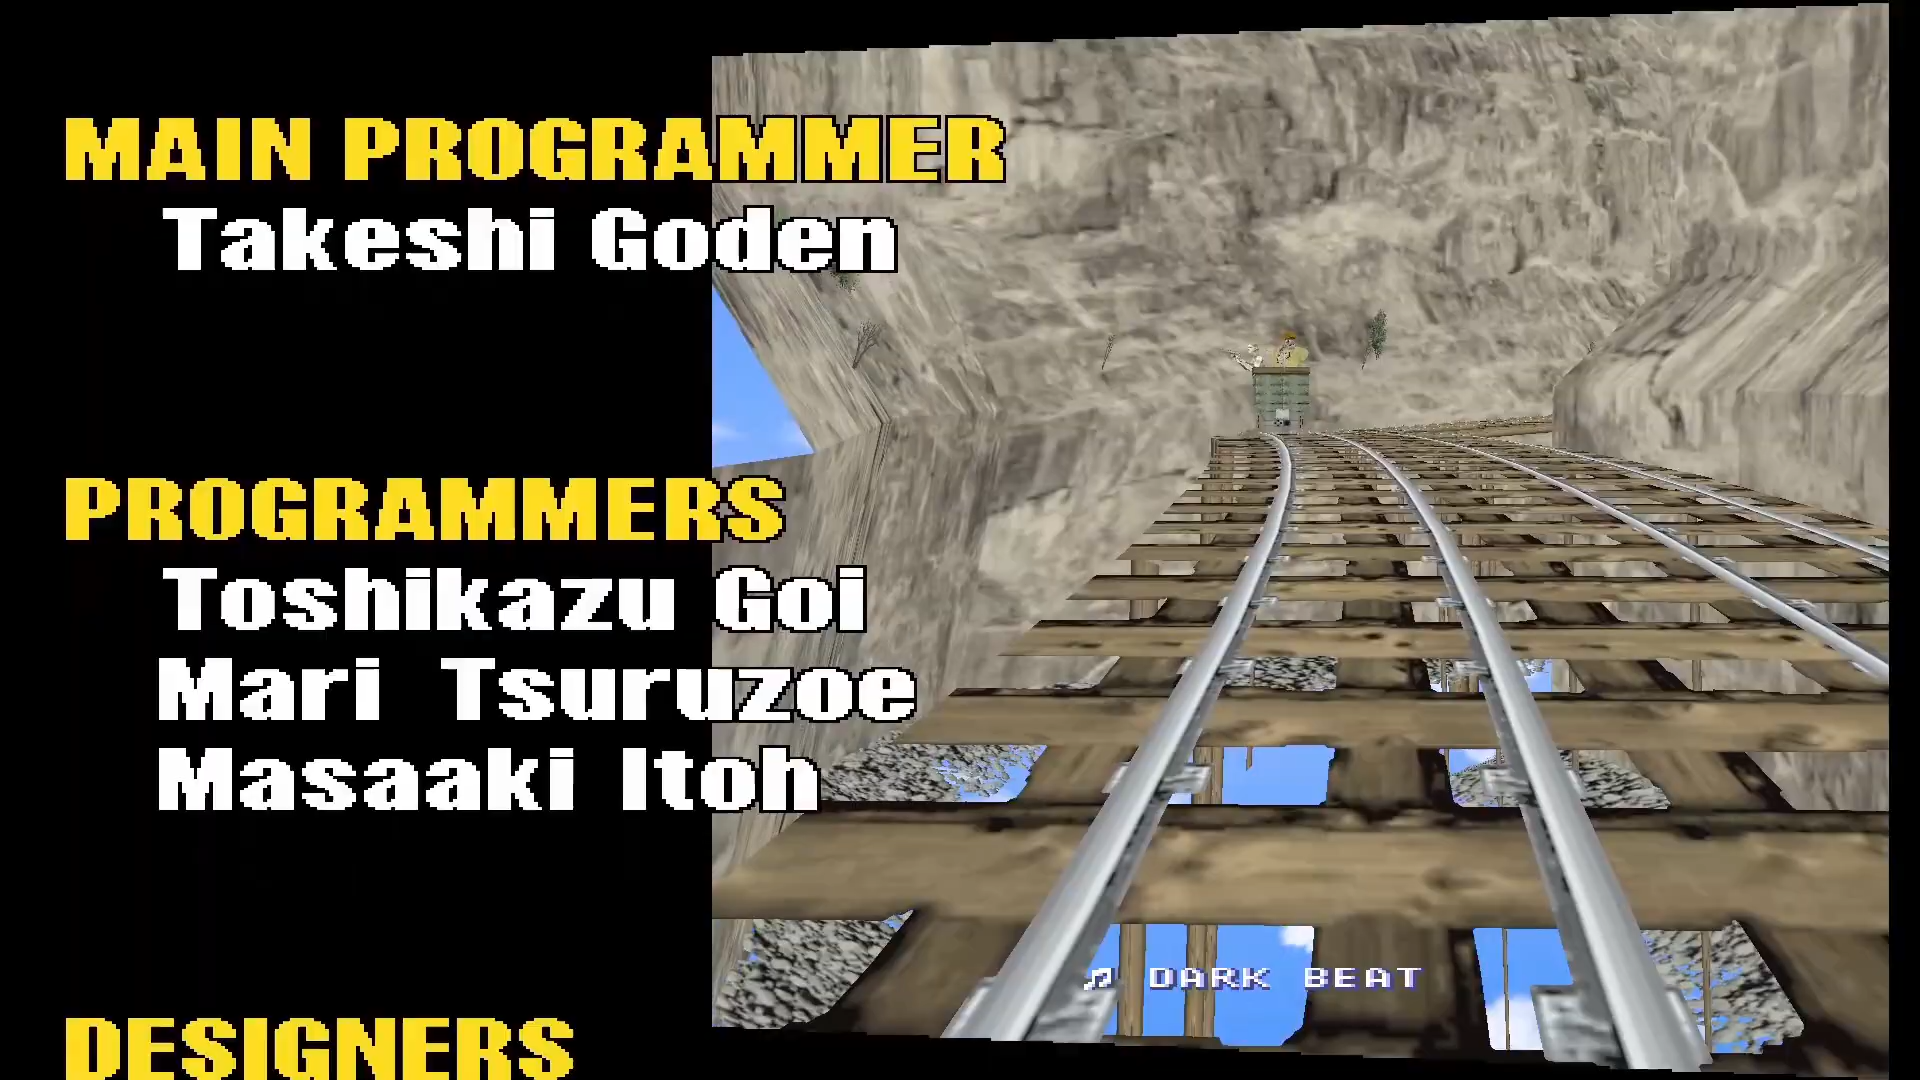 MAIN PROGRAMMER
Takeshi Goden
PROGRAMMERS
Toshikazu Goi
Mari Tsuruzoe
Masaaki Itoh
♫ DARK BEAT
DESIGNERS